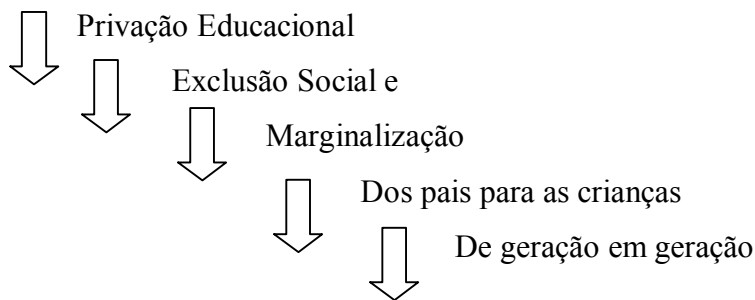 Privação Educacional
Exclusão Social e
Marginalização
Dos pais para as crianças
De geração em geração